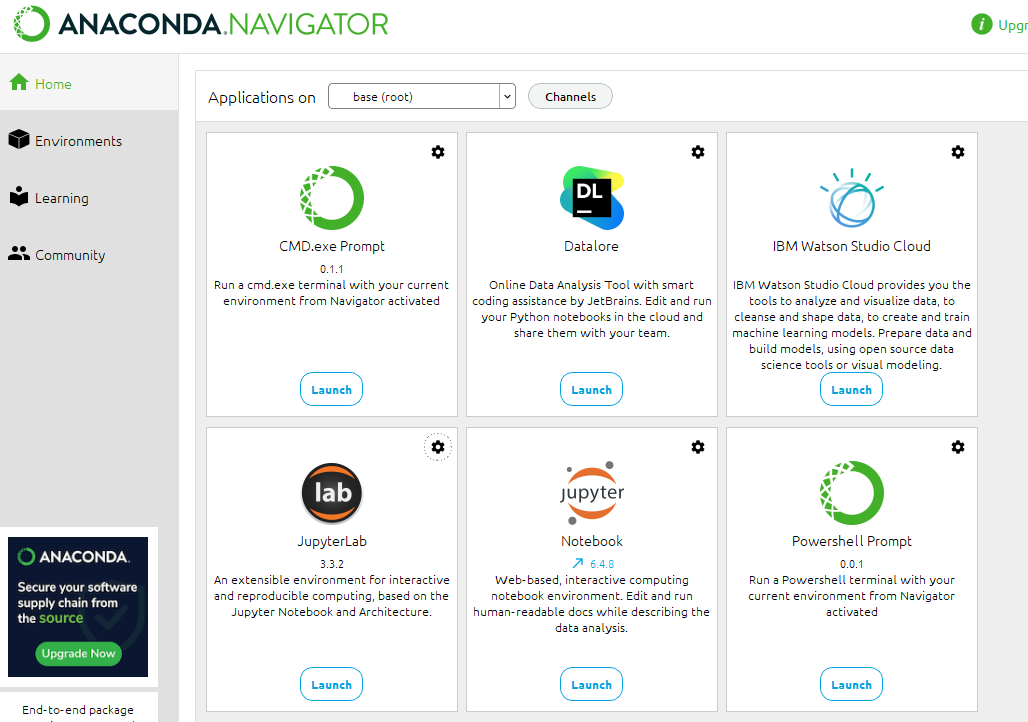 ANACONDA.NAVIGATOR
Upgr
Home
Environments
Learning
Community
Applications on
base (root)
Channels
CMD.exe Prompt
0.1.1
Run a cmd.exe terminal with your current
environment from Navigator activated
Launch
DL
Datalore
Online Data Analysis Tool with smart
coding assistance by JetBrains. Edit and run
your Python notebooks in the cloud and
share them with your team.
Launch
IBM Watson Studio Cloud
IBM Watson Studio Cloud provides you the
tools to analyze and visualize data, to
cleanse and shape data, to create and train
machine learning models. Prepare data and
build models, using open source data
science tools or visual modeling.
Launch
lab
JupyterLab
3.3.2
An extensible environment for interactive
and reproducible computing, based on the
Jupyter Notebook and Architecture.
Launch
jupyter
Notebook
6.4.8
Web-based, interactive computing
notebook environment. Edit and run
human-readable docs while describing the
data analysis.
Launch
Powershell Prompt
0.0.1
Run a Powershell terminal with your
current environment from Navigator
activated
Launch
ANACONDA.
Secure your software
supply chain from
the source
Upgrade Now
End-to-end package